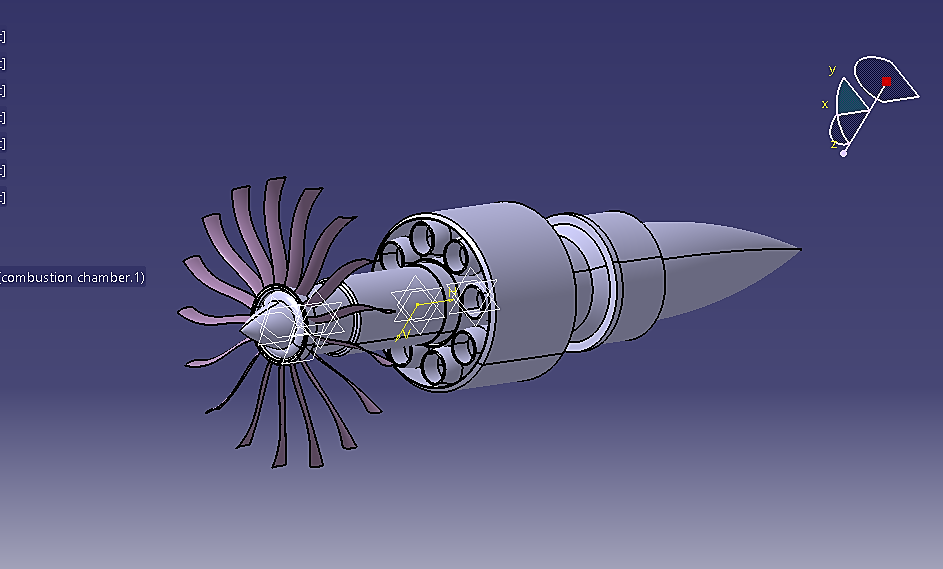 :]
:]
:]
:]
:]
:]
:]
(combustion chamber.1)
y
x
z
y